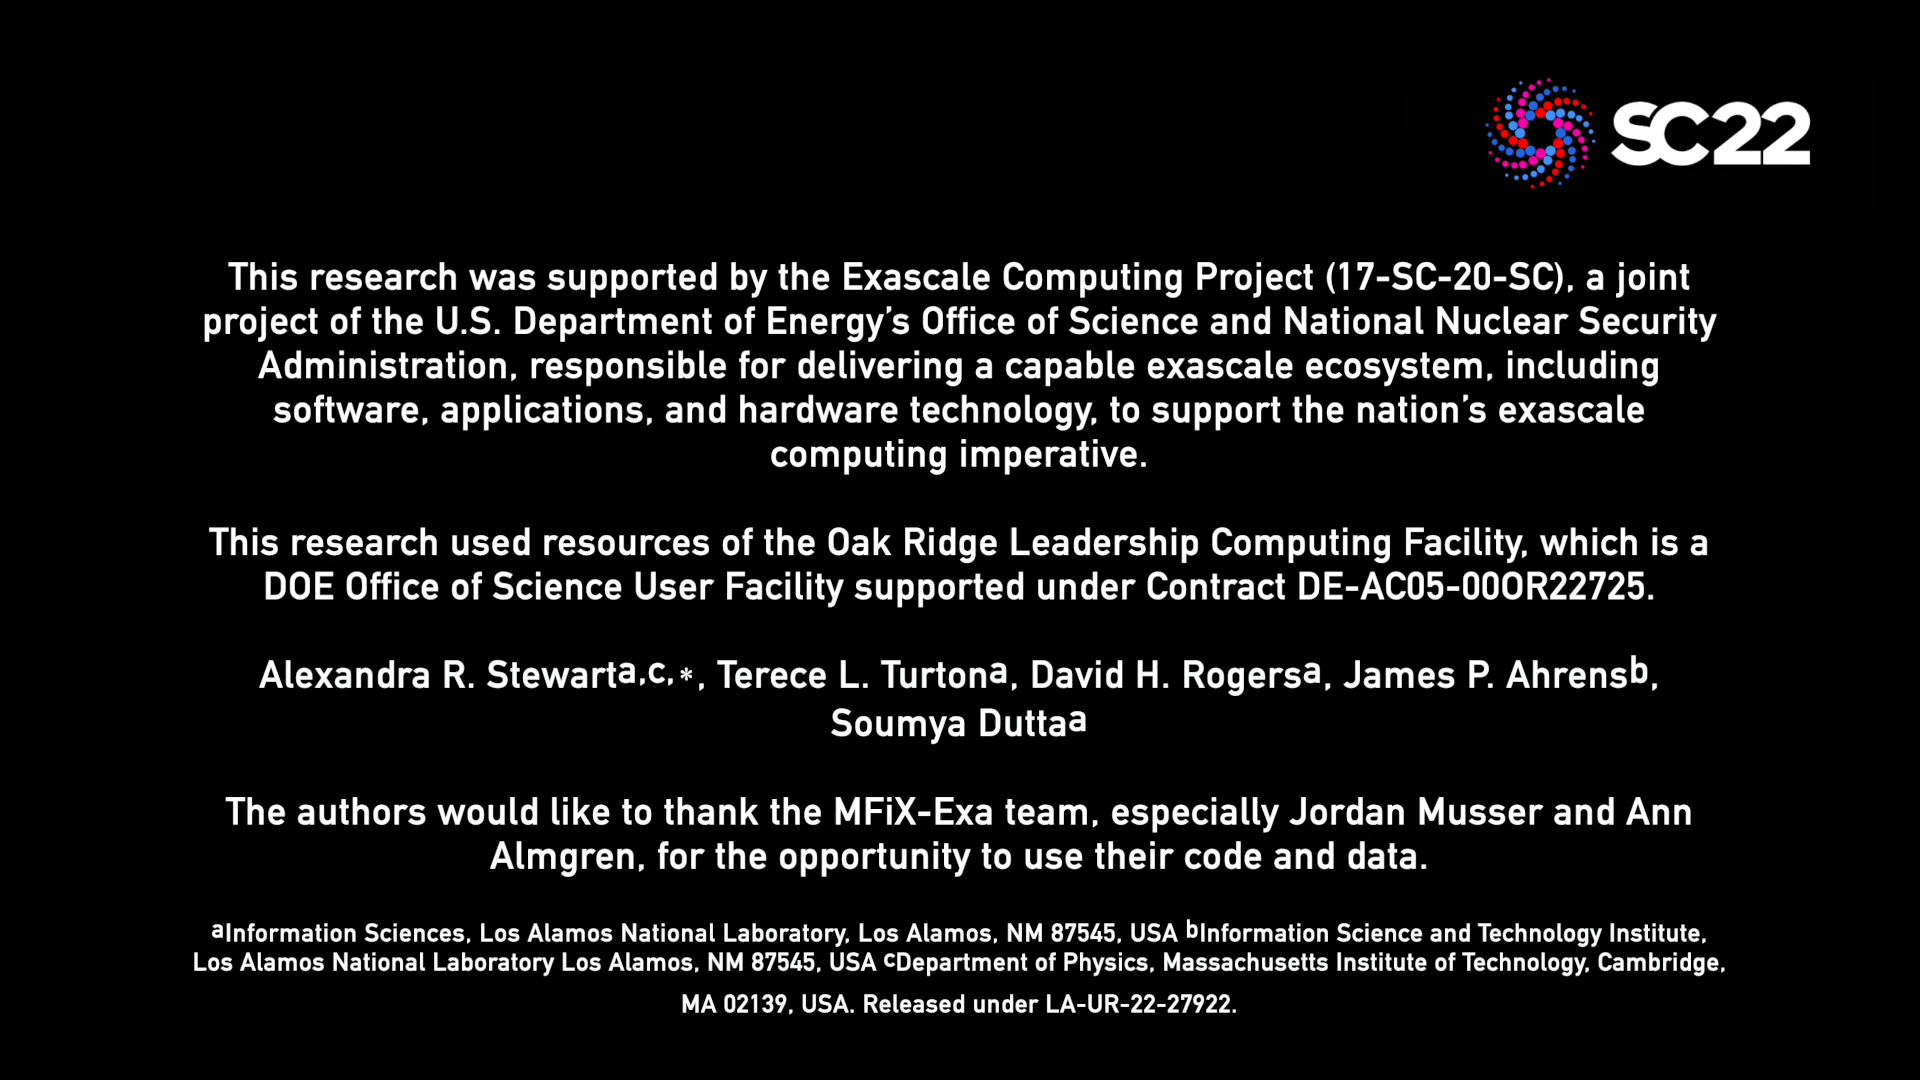 SC22
This research was supported by the Exascale Computing Project (17-SC-20-SC), a joint
project of the U.S. Department of Energy’s Office of Science and National Nuclear Security
Administration, responsible for delivering a capable exascale ecosystem, including
software, applications, and hardware technology, to support the nation’s exascale
computing imperative.
This research used resources of the Oak Ridge Leadership Computing Facility, which is a
DOE Office of Science User Facility supported under Contract DE-AC05-00OR22725.
Alexandra R. Stewarta,c,*, Terece L. Turtona, David H. Rogersa, James P. Ahrensb,
Soumya Duttaa
The authors would like to thank the MFiX-Exa team, especially Jordan Musser and Ann
Almgren, for the opportunity to use their code and data.
aInformation Sciences, Los Alamos National Laboratory, Los Alamos, NM 87545, USA bInformation Science and Technology Institute,
Los Alamos National Laboratory Los Alamos, NM 87545, USA cDepartment of Physics, Massachusetts Institute of Technology, Cambridge,
MA 02139, USA. Released under LA-UR-22-27922.